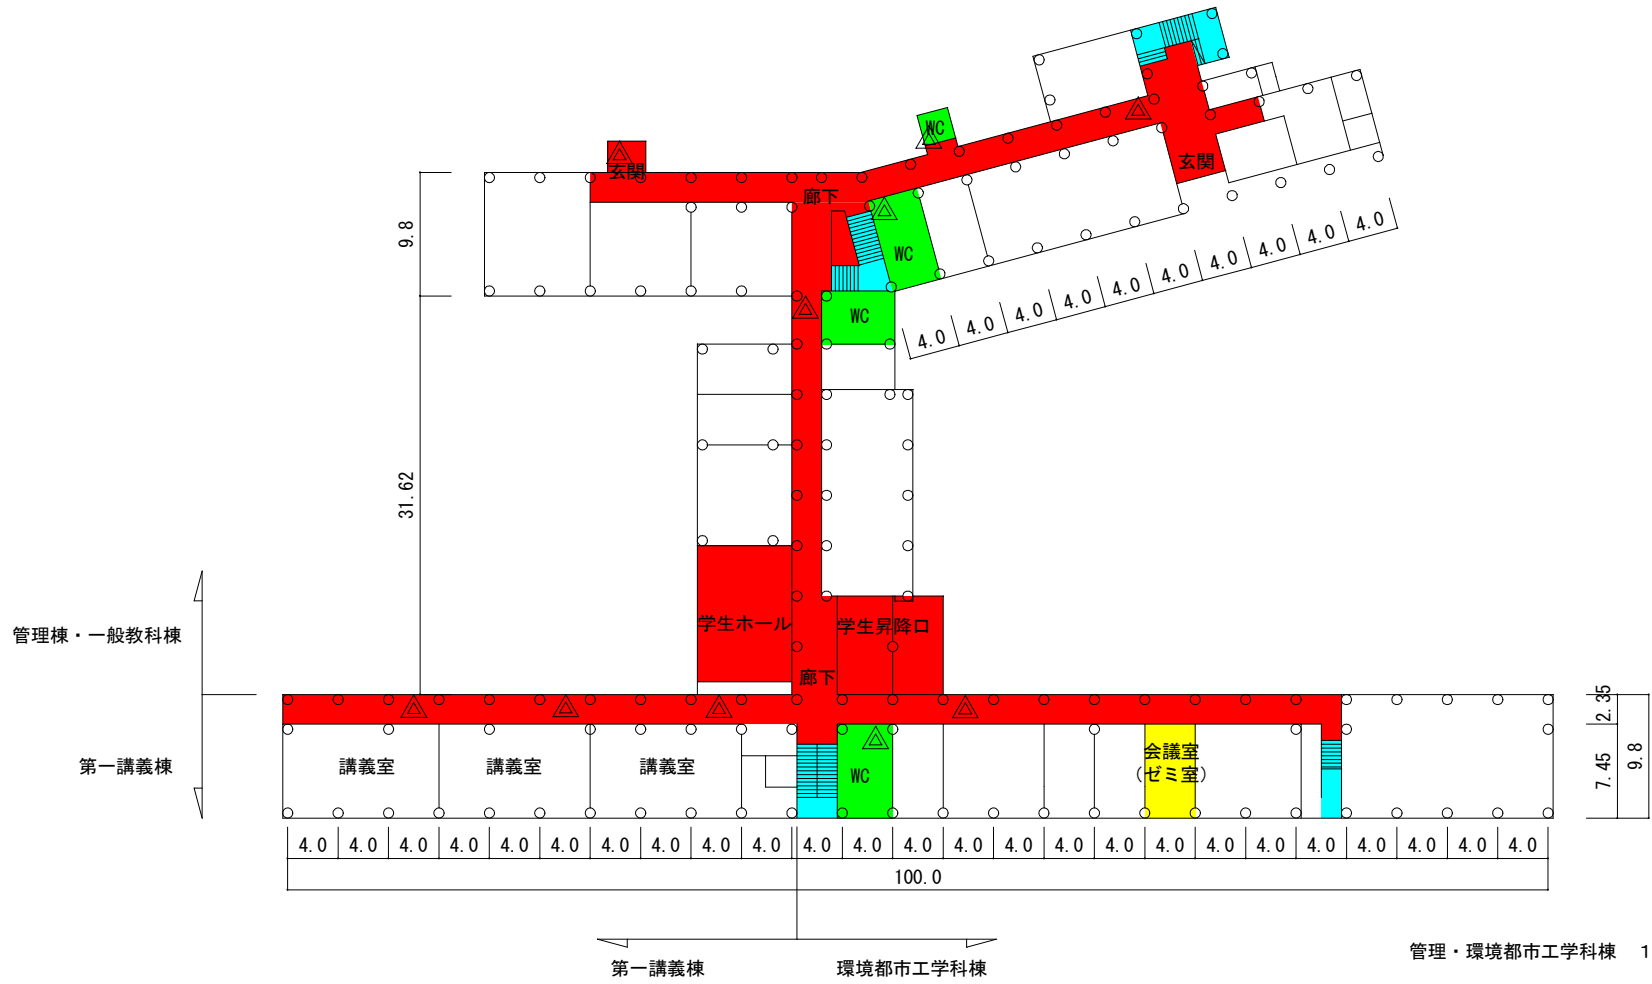 WC
玄関
玄関
廊下
9.8
WC
WC
4.0 4.0 4.0 4.0 4.0 4.0 4.0 4.0 4.0 4.0
31.62
学生ホール
学生昇降口
管理棟・一般教科棟
廊下
2.35
第一講義棟
講義室
講義室
講義室
WC
会議室
(ゼミ室)
7.45
9.8
4.0 4.0 4.0 4.0 4.0 4.0 4.0 4.0 4.0 4.0 4.0 4.0 4.0 4.0 4.0 4.0 4.0 4.0 4.0 4.0 4.0 4.0 4.0 4.0 4.0
100.0
第一講義棟
環境都市工学科棟
管理・環境都市工学科棟 1